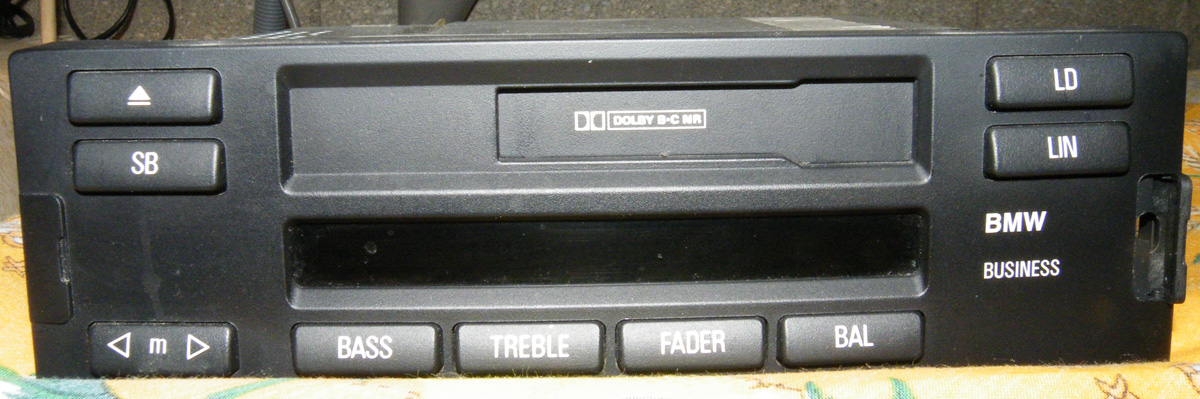 SB
DOLBY B·C NR
LD
LIN
BMW
BUSINESS
m
BASS
TREBLE
FADER
BAL